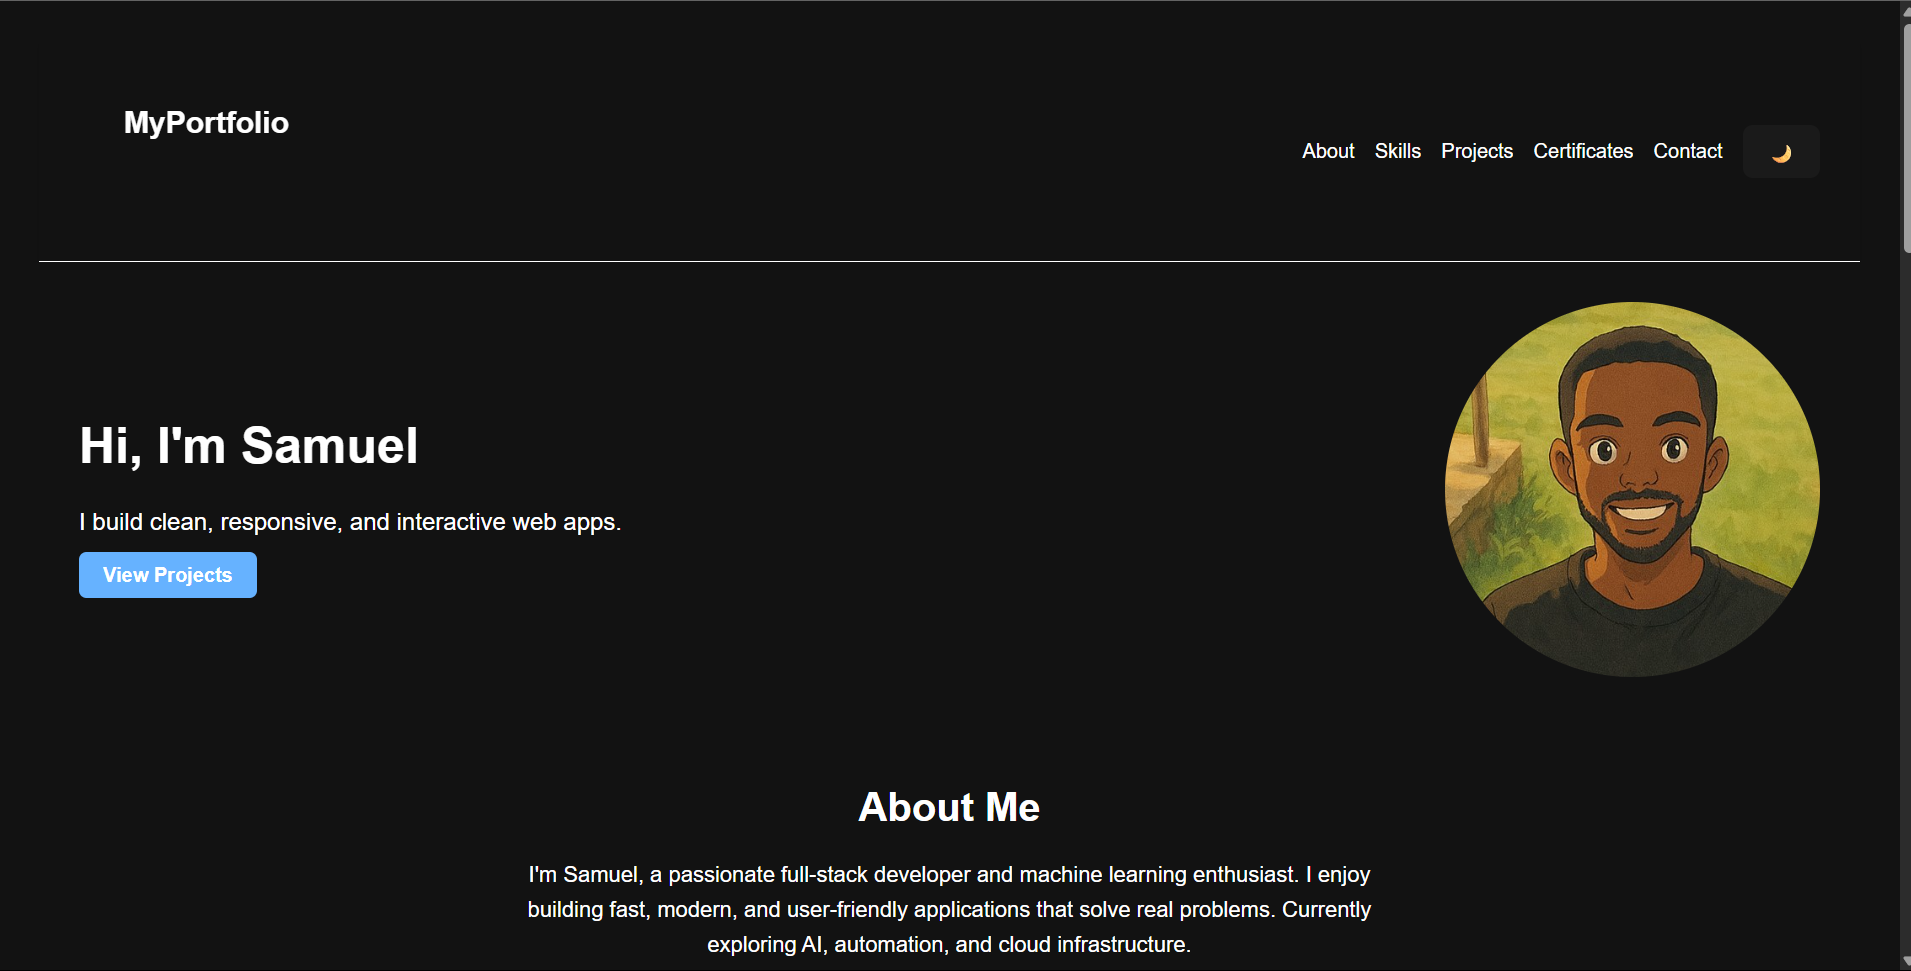 MyPortfolio
About Skills Projects Certificates Contact
Hi, I'm Samuel
I build clean, responsive, and interactive web apps.
View Projects
About Me
I'm Samuel, a passionate full-stack developer and machine learning enthusiast. I enjoy
building fast, modern, and user-friendly applications that solve real problems. Currently
exploring AI, automation, and cloud infrastructure.